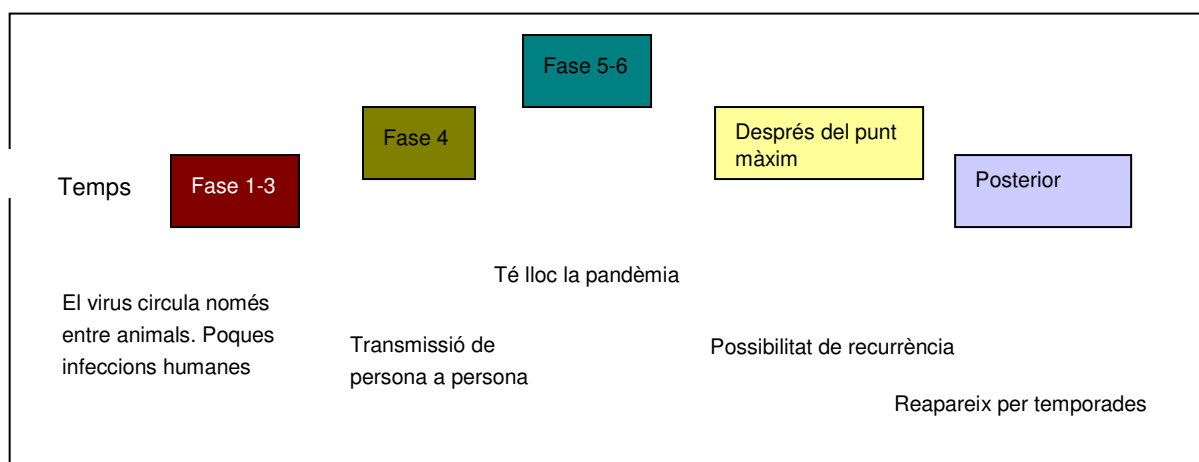 Fase 5-6
Fase 4
Després del punt
màxim
Temps
Fase 1-3
Posterior
Té lloc la pandèmia
El virus circula només
entre animals. Poques
infeccions humanes
Transmissió de
persona a persona
Possibilitat de recurrència
Reapareix per temporades